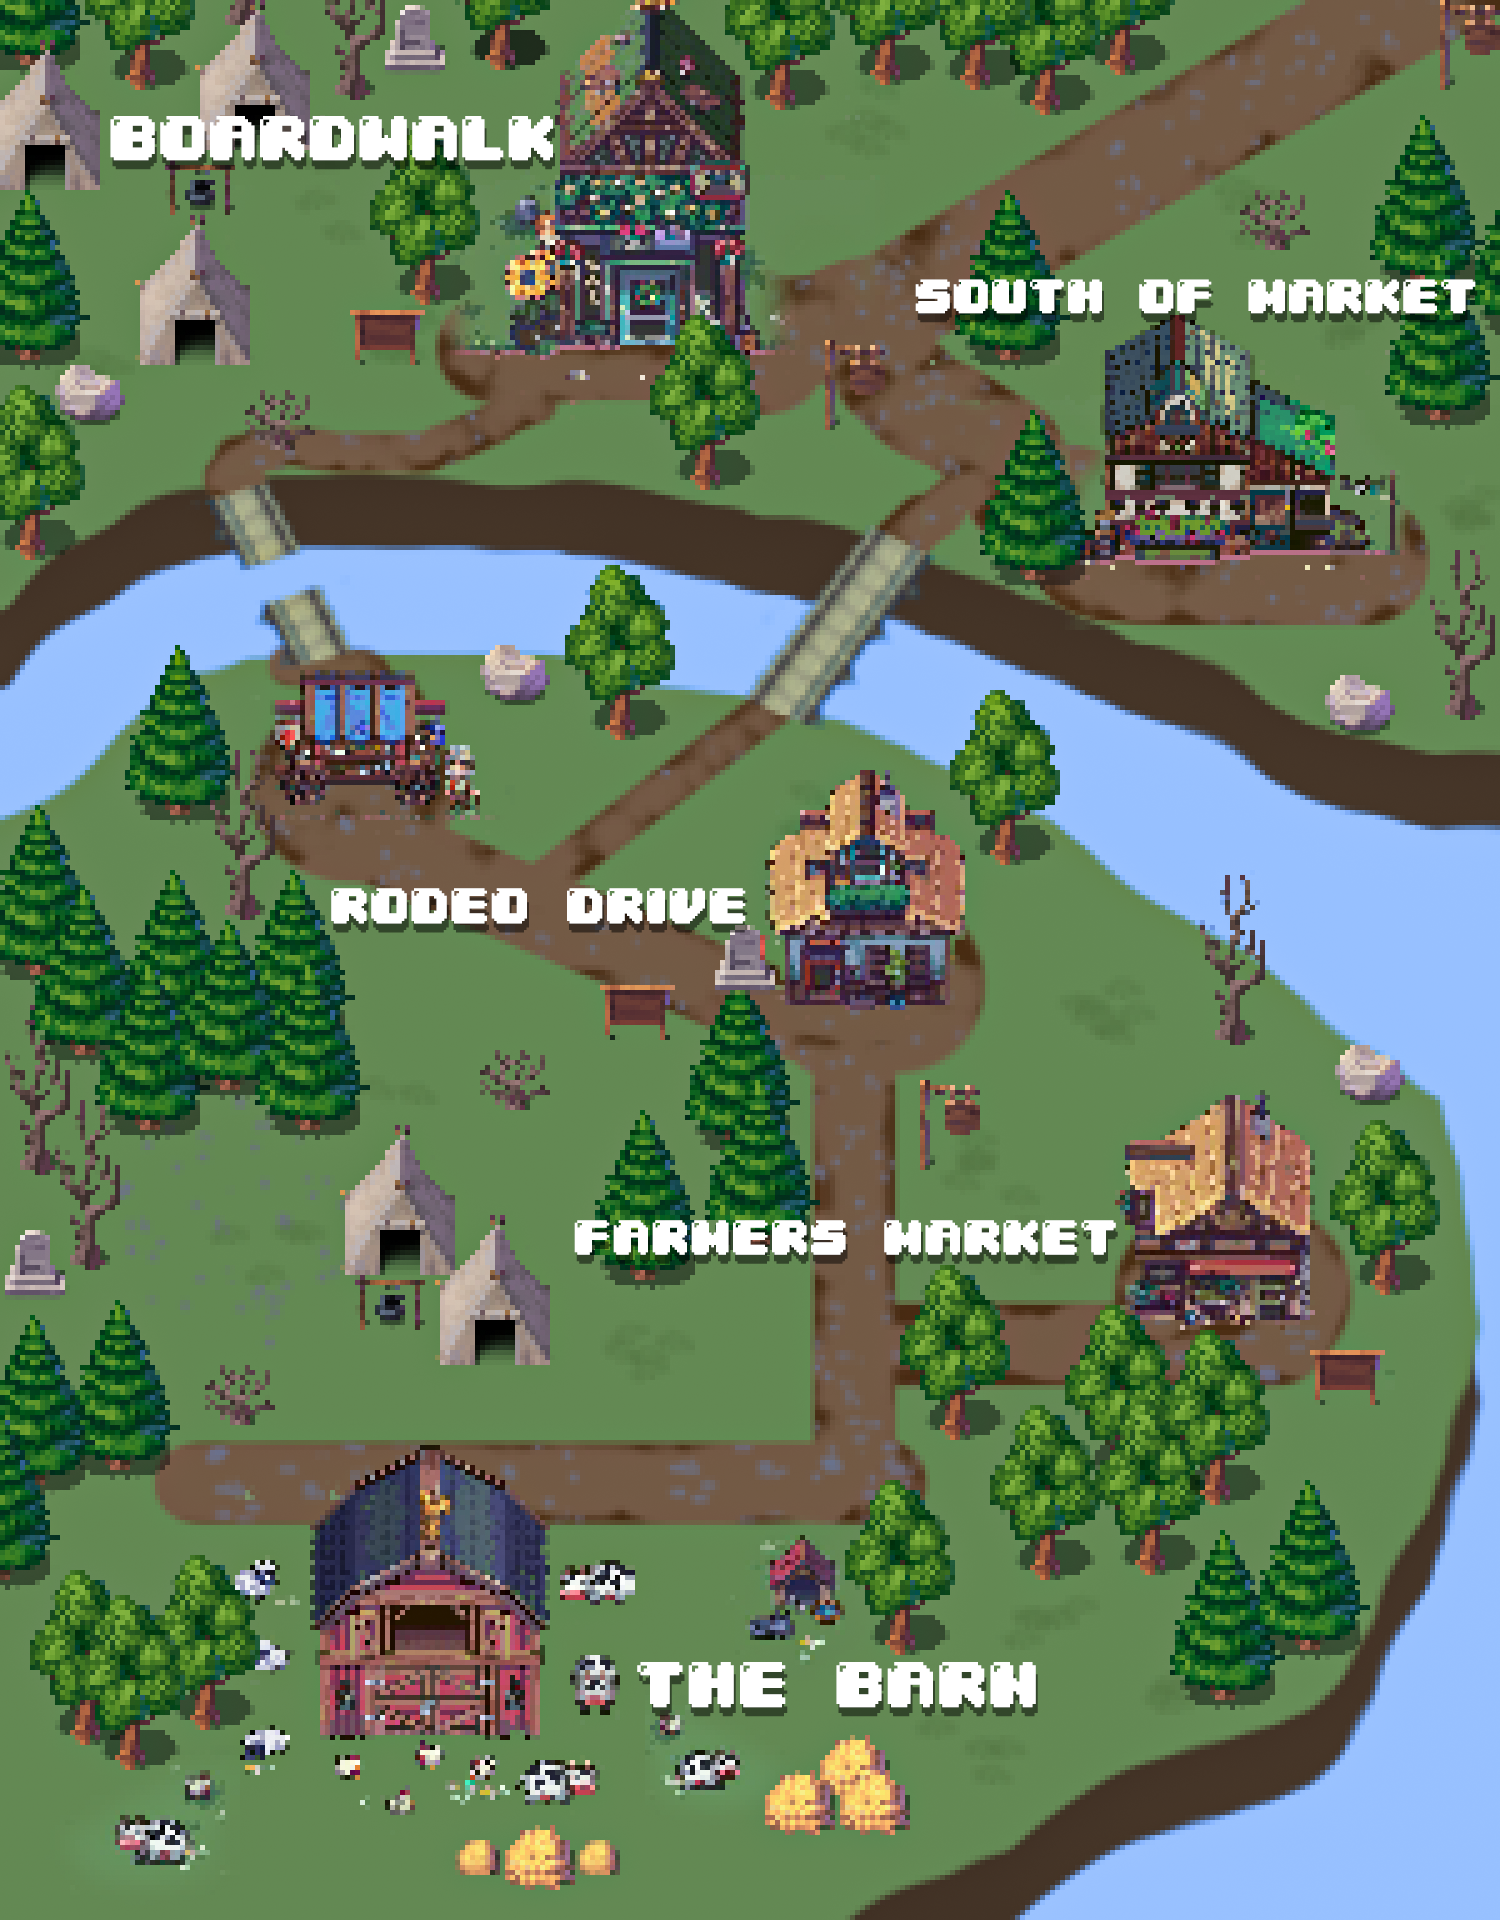 BOARDWALK
SOUTH OF MARKET
RODEO DRIVE
FARMERS MARKET
THE BARN